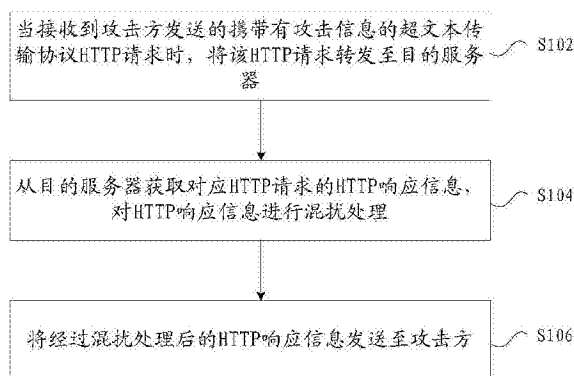 当接收到攻击方发送的携带有攻击信息的超文本传
输协议HTTP请求时，将该HTTP请求转发至目的服务
器
S102
从目的服务器获取对应HTTP请求的HTTP响应信息，
对HTTP响应信息进行混扰处理
S104
将经过混扰处理后的HTTP响应信息发送至攻击方
S106